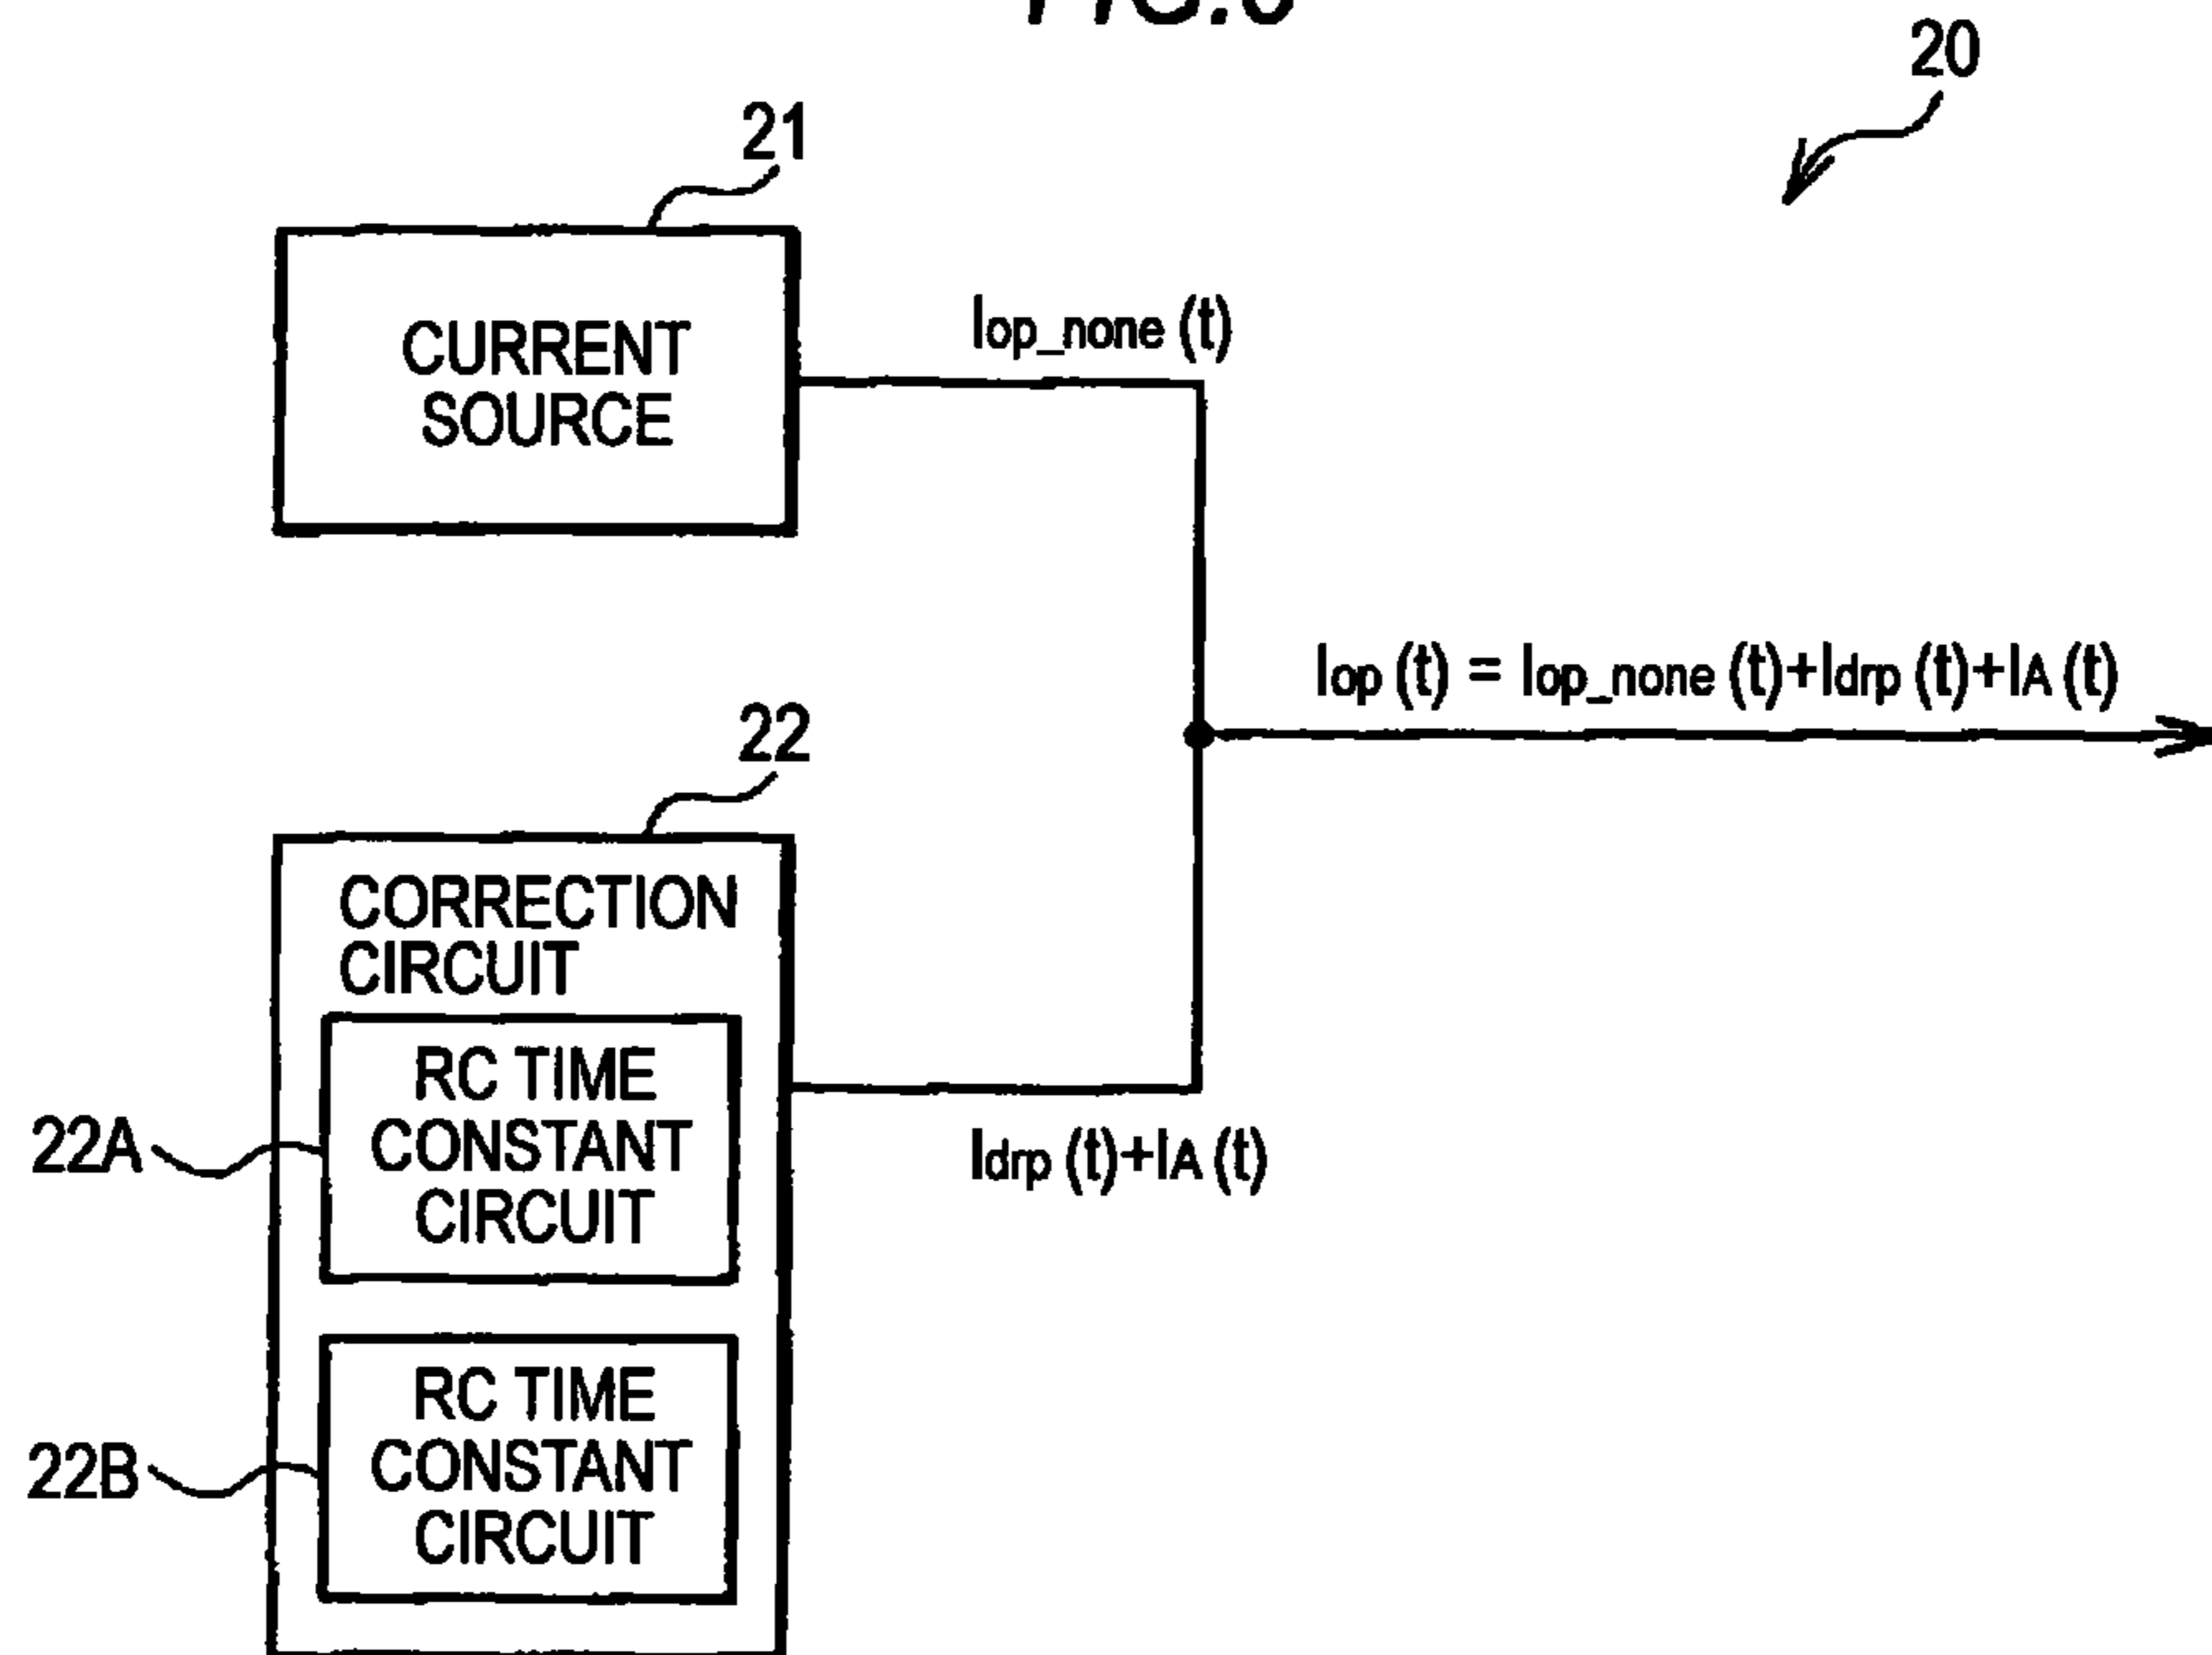 20
21
CURRENT
SOURCE
Iop_none (t)
Iop (t) = Iop_none (t)+Idrp (t)+IA (t)
22
CORRECTION
CIRCUIT
22A
RC TIME
CONSTANT
CIRCUIT
Idrp (t)+IA (t)
22B
RC TIME
CONSTANT
CIRCUIT